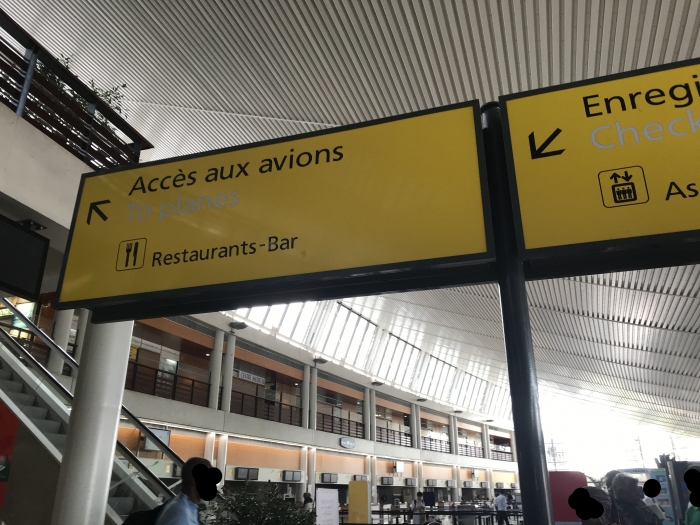 Accès aux avions
To planes
Restaurants-Bar
Enregi
Check
As